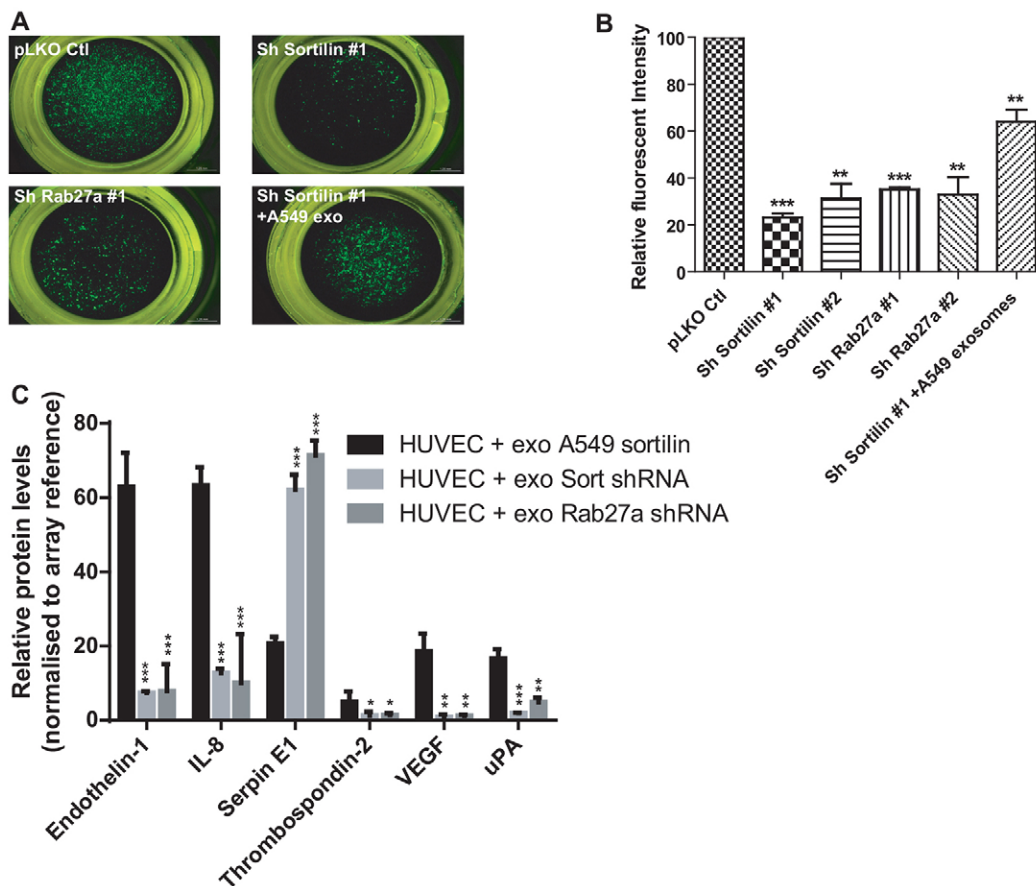 A
pLKO Ctl
Sh Sortilin #1
Sh Rab27a #1
Sh Sortilin #1
+A549 exo
B
Relative fluorescent Intensity
100
80
60
40
20
0
***
**
***
**
**
pLKO Ctl
Sh Sortilin #1
Sh Sortilin #2
Sh Rab27a #1
Sh Rab27a #2
Sh Sortilin #1 +A549 exosomes
C
Relative protein levels
(normalised to array reference)
80
60
40
20
0
HUVEC + exo A549 sortilin
HUVEC + exo Sort shRNA
HUVEC + exo Rab27a shRNA
***
***
***
***
***
***
*
*
**
**
***
**
Endothelin-1
IL-8
Serpin E1
Thrombospondin-2
VEGF
uPA